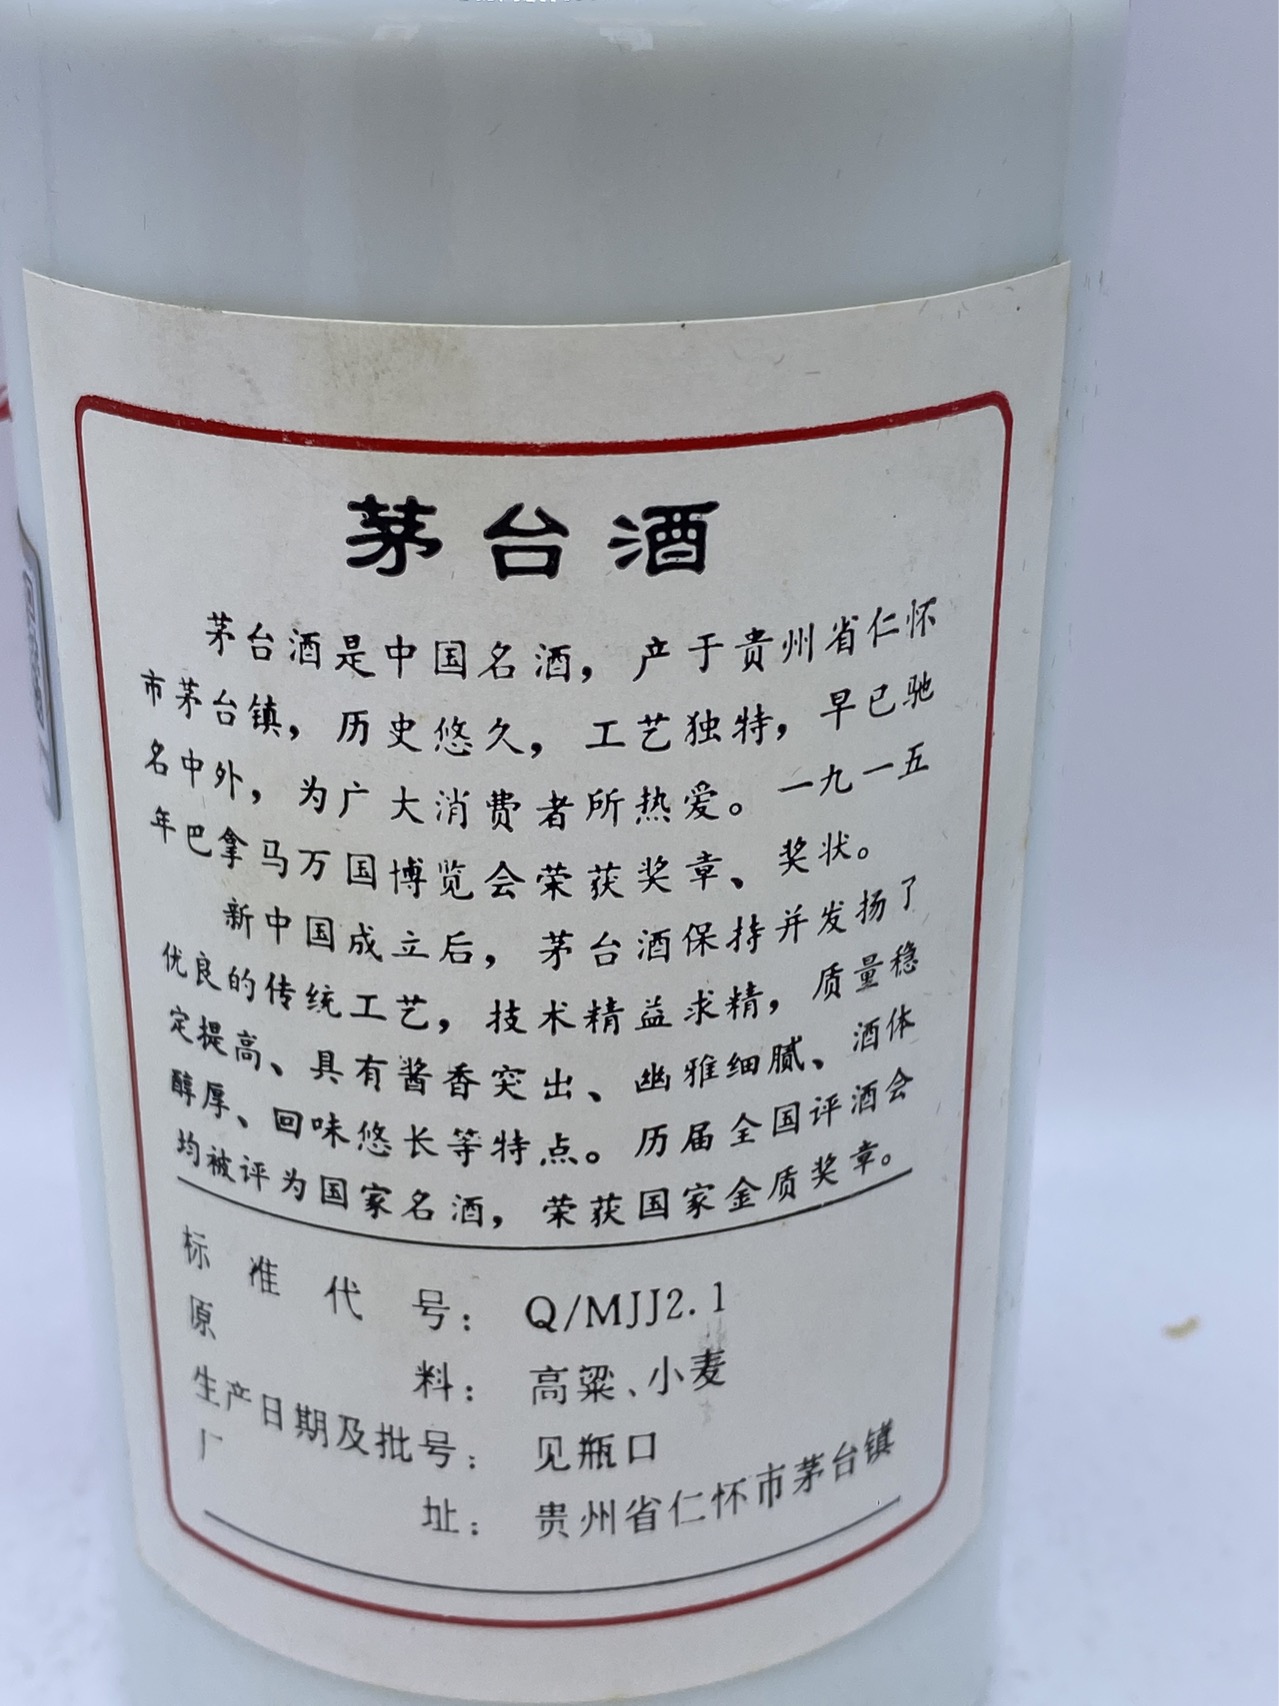 茅台酒
茅台酒是中国名酒，产于贵州省仁怀
市茅台镇，历史悠久，工艺独特，早已驰
名中外，为广大消费者所热爱。一九一五
年巴拿马万国博览会荣获奖章、奖状。
新中国成立后，茅台酒保持并发扬了
优良的传统工艺，技术精益求精，质量稳
定提高、具有酱香突出、幽雅细腻、酒体
醇厚、回味悠长等特点。历届全国评酒会
均被评为国家名酒，荣获国家金质奖章。
标准代号：Q/MJJ2.1
原料：高粱、小麦
生产日期及批号：见瓶口
厂址：贵州省仁怀市茅台镇